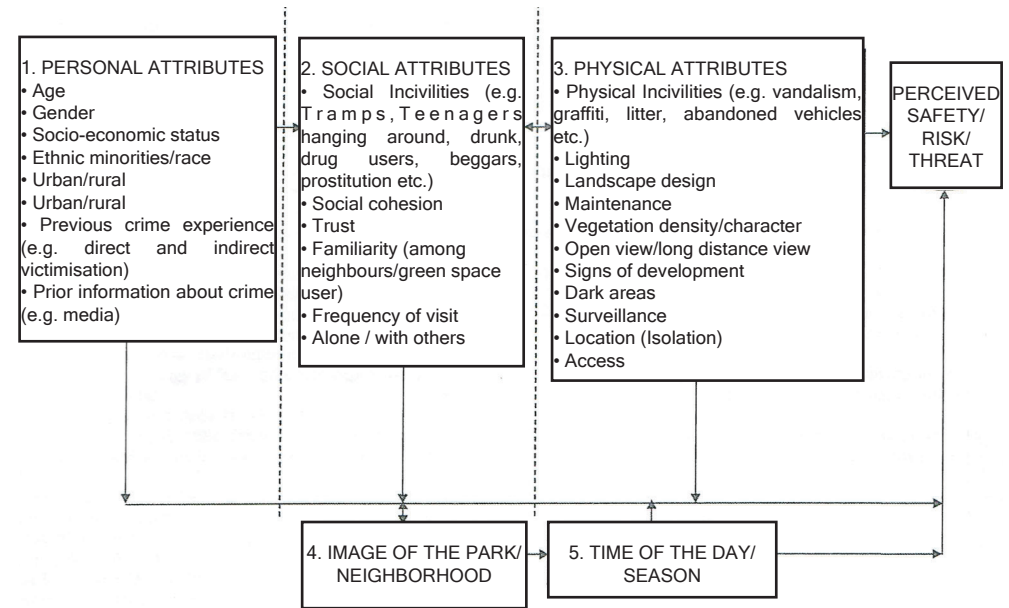 1. PERSONAL ATTRIBUTES
• Age
• Gender
• Socio-economic status
• Ethnic minorities/race
• Urban/rural
• Urban/rural
• Previous crime experience
(e.g. direct and indirect
victimisation)
• Prior information about crime
(e.g. media)
2. SOCIAL ATTRIBUTES
• Social Incivilities (e.g.
Tramps, Teenagers
hanging around, drunk,
drug users, beggars,
prostitution etc.)
• Social cohesion
• Trust
• Familiarity (among
neighbours/green space
user)
• Frequency of visit
• Alone / with others
3. PHYSICAL ATTRIBUTES
• Physical Incivilities (e.g. vandalism,
graffiti, litter, abandoned vehicles
etc.)
• Lighting
• Landscape design
• Maintenance
• Vegetation density/character
• Open view/long distance view
• Signs of development
• Dark areas
• Surveillance
• Location (Isolation)
• Access
PERCEIVED
SAFETY/
RISK/
THREAT
4. IMAGE OF THE PARK/
NEIGHBORHOOD
5. TIME OF THE DAY/
SEASON